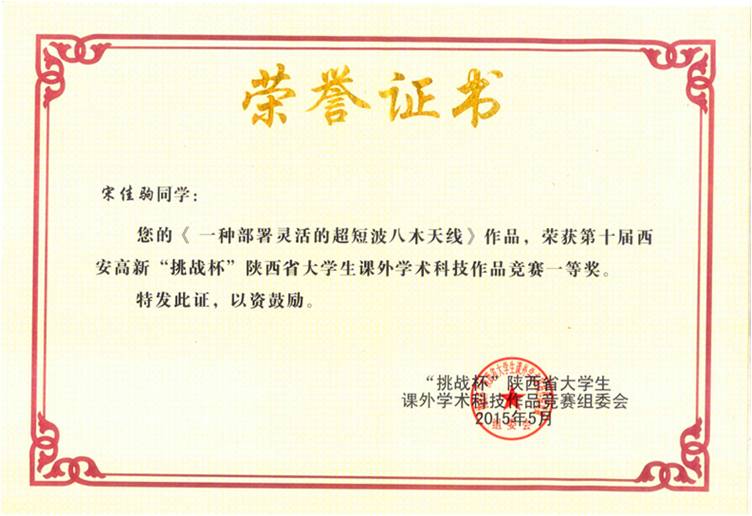 荣誉证书
宋佳驹同学：
您的《一种部署灵活的超短波八木天线》作品，荣获第十届西
安高新“挑战杯”陕西省大学生课外学术科技作品竞赛一等奖。
特发此证，以资鼓励。
“挑战杯”陕西省大学生
课外学术科技作品竞赛组委会
2015年5月
组委会